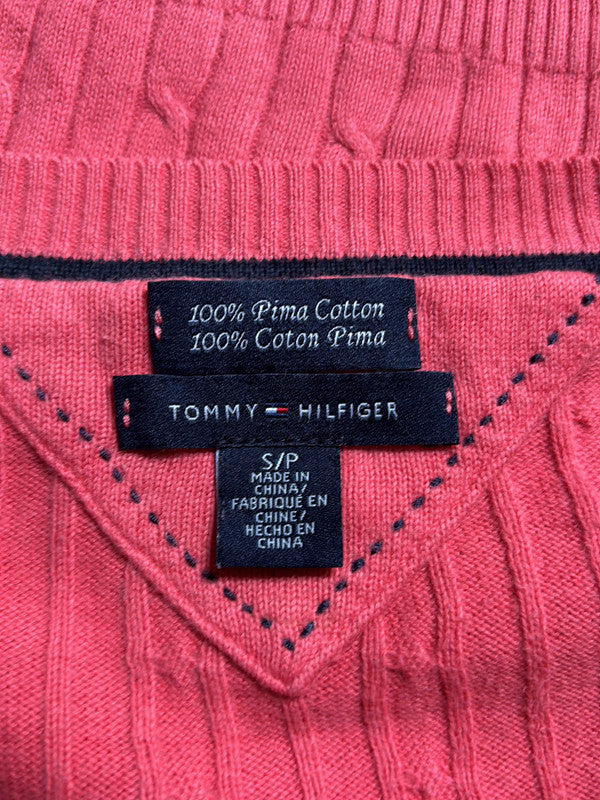 100% Pima Cotton
100% Coton Pima
TOMMY HILFIGER
S/P
MADE IN
CHINA/
FABRIQUÉ EN
CHINE/
HECHO EN
CHINA